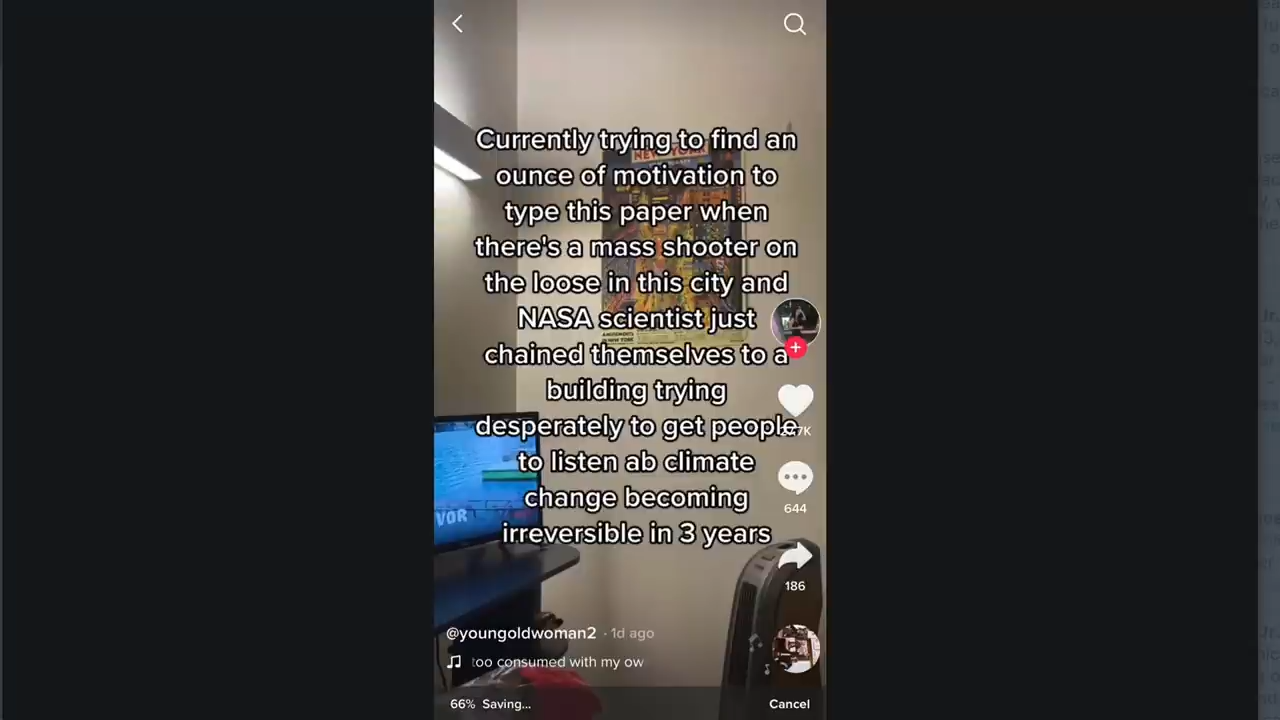 Currently trying to find an
ounce of motivation to
type this paper when
there's a mass shooter on
the loose in this city and
NASA scientist just
chained themselves to a
building trying
desperately to get people
to listen ab climate
change becoming
irreversible in 3 years
NEW YORK
VOR
644
186
@youngoldwoman2 · 1d ago
too consumed with my ow
66% Saving...
Cancel